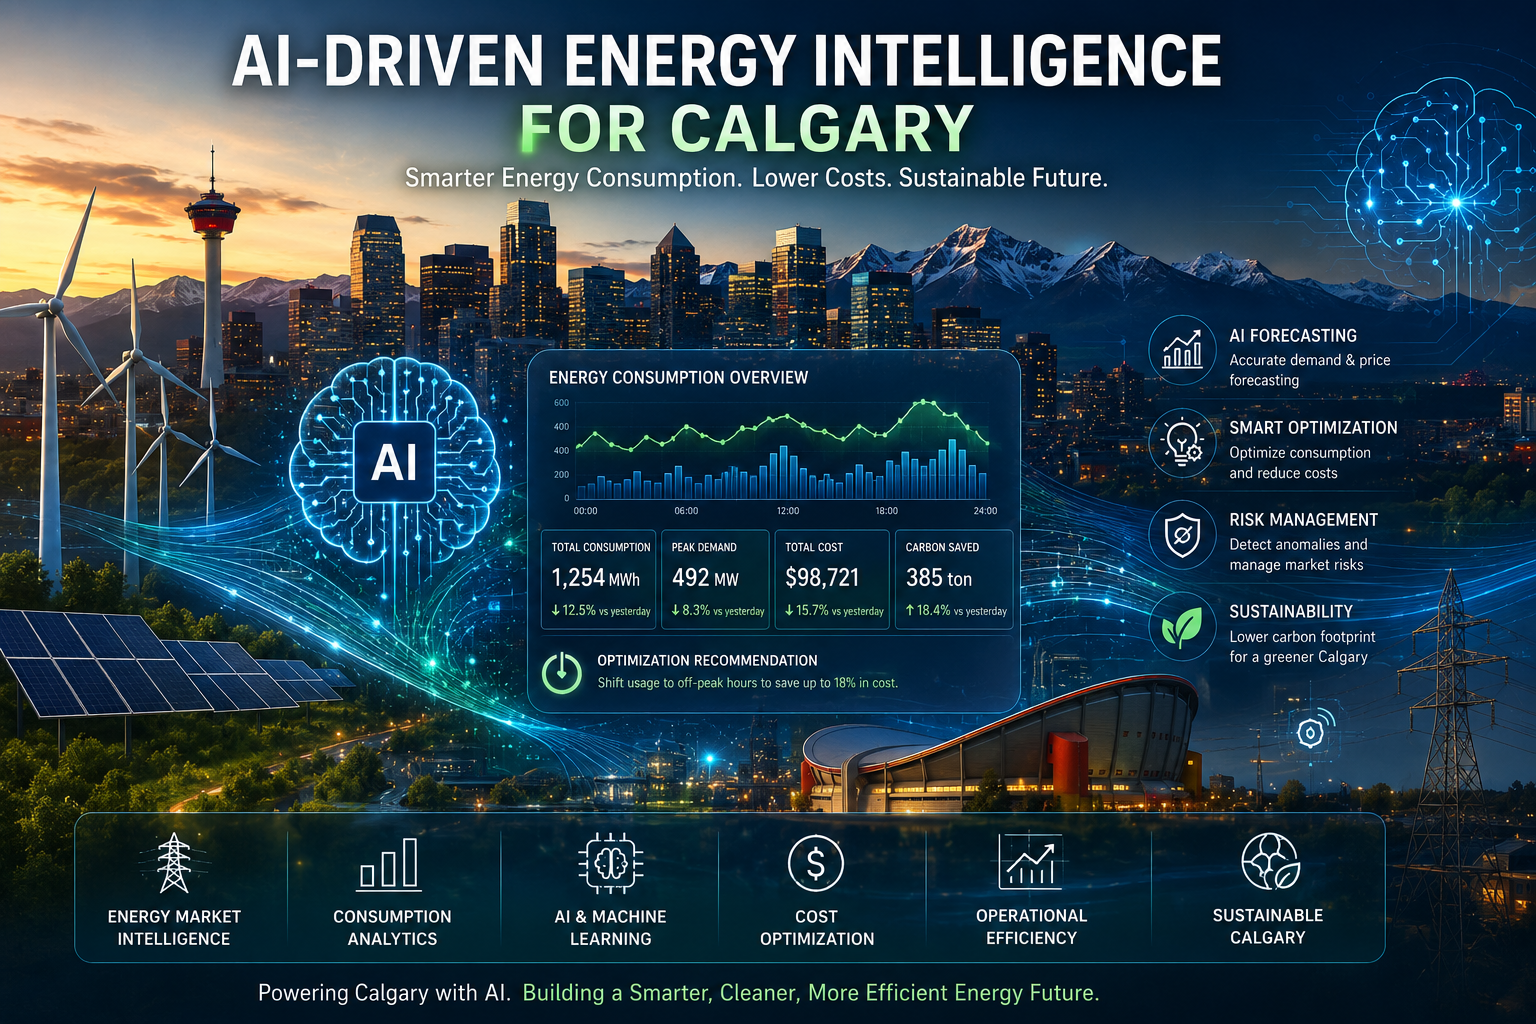 AI-DRIVEN ENERGY INTELLIGENCE
FOR CALGARY
Smarter Energy Consumption. Lower Costs. Sustainable Future.
AI
ENERGY CONSUMPTION OVERVIEW
600
400
400
200
0
00:00
06:00
12:00
18:00
24:00
TOTAL CONSUMPTION
1,254 MWh
↓ 12.5% vs yesterday
PEAK DEMAND
492 MW
↓ 8.3% vs yesterday
TOTAL COST
$98,721
↓ 15.7% vs yesterday
CARBON SAVED
385 ton
↑ 18.4% vs yesterday
OPTIMIZATION RECOMMENDATION
Shift usage to off-peak hours to save up to 18% in cost.
AI FORECASTING
Accurate demand & price
forecasting
SMART OPTIMIZATION
Optimize consumption
and reduce costs
RISK MANAGEMENT
Detect anomalies and
manage market risks
SUSTAINABILITY
Lower carbon footprint
for a greener Calgary
ENERGY MARKET
INTELLIGENCE
CONSUMPTION
ANALYTICS
AI & MACHINE
LEARNING
$
COST
OPTIMIZATION
OPERATIONAL
EFFICIENCY
SUSTAINABLE
CALGARY
Powering Calgary with AI. Building a Smarter, Cleaner, More Efficient Energy Future.